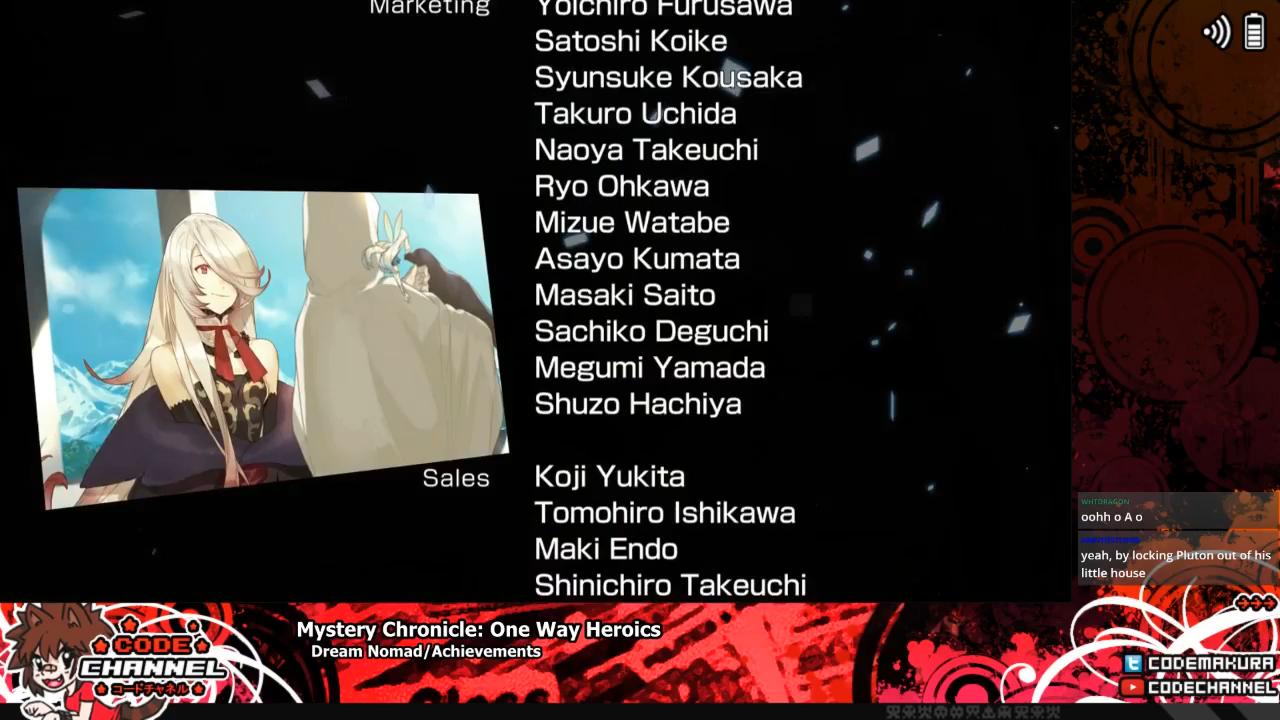 Marketing
Yoichiro Furusawa
Satoshi Koike
Syunsuke Kousaka
Takuro Uchida
Naoya Takeuchi
Ryo Ohkawa
Mizue Watabe
Asayo Kumata
Masaki Saito
Sachiko Deguchi
Megumi Yamada
Shuzo Hachiya
Sales
Koji Yukita
Tomohiro Ishikawa
Maki Endo
Shinichiro Takeuchi
WHTDRAGON
oohh o A o
yeah, by locking Pluton out of his
little house
CODE
CHANNEL
コードチャンネル
Mystery Chronicle: One Way Heroics
Dream Nomad/Achievements
CODEMAKURA
CODECHANNEL